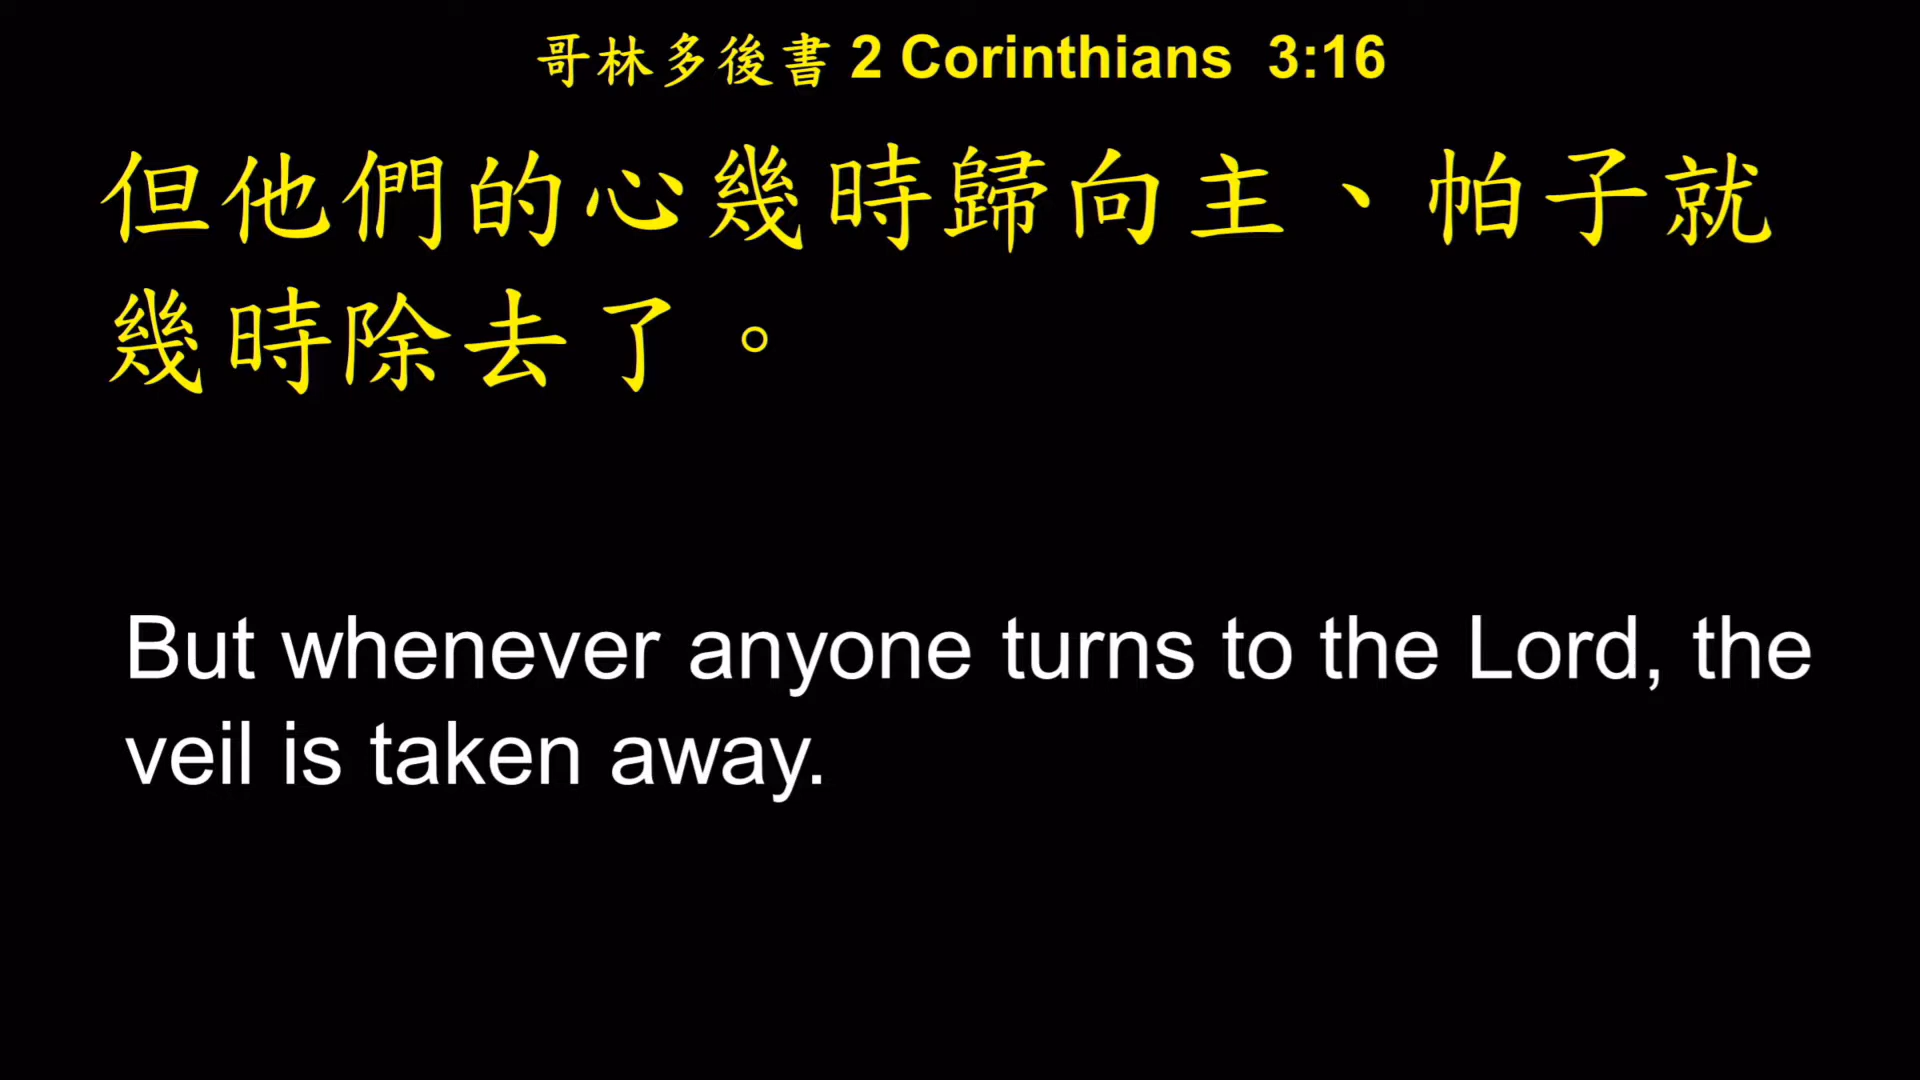 哥林多後書 2 Corinthians 3:16
但他們的心幾時歸向主、帕子就
幾時除去了。
But whenever anyone turns to the Lord, the
veil is taken away.